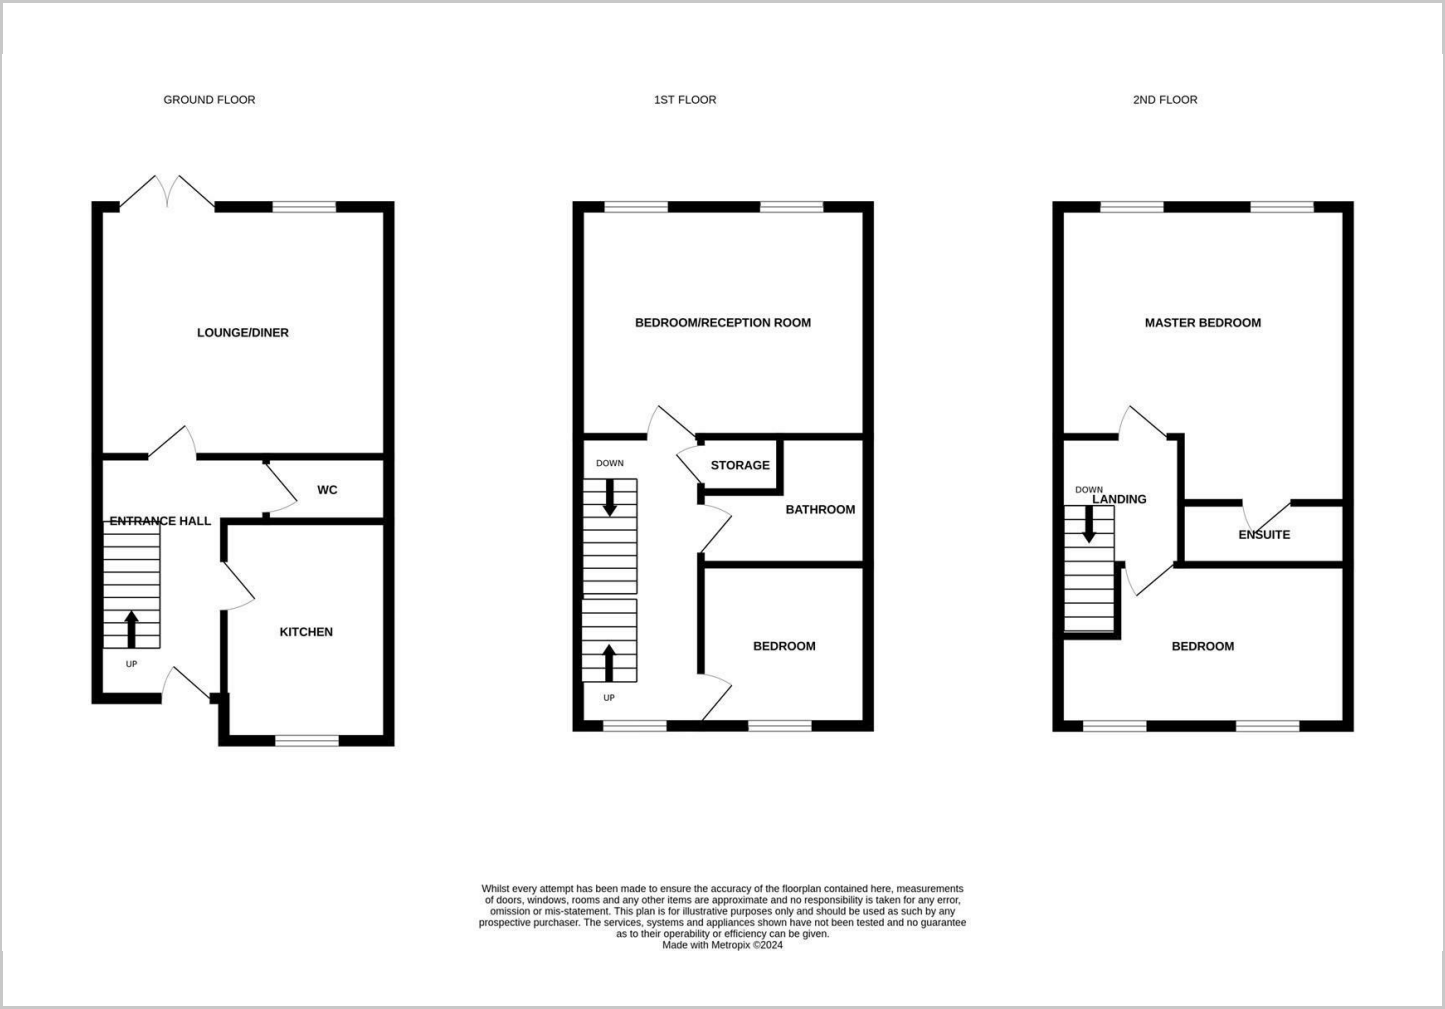 GROUND FLOOR
1ST FLOOR
2ND FLOOR
LOUNGE/DINER
WC
ENTRANCE HALL
KITCHEN
UP
BEDROOM/RECEPTION ROOM
DOWN
STORAGE
BATHROOM
BEDROOM
UP
MASTER BEDROOM
DOWN
LANDING
ENSUITE
BEDROOM
Whilst every attempt has been made to ensure the accuracy of the floorplan contained here, measurements
of doors, windows, rooms and any other items are approximate and no responsibility is taken for any error,
omission or mis-statement. This plan is for illustrative purposes only and should be used as such by any
prospective purchaser. The services, systems and appliances shown have not been tested and no guarantee
as to their operability or efficiency can be given.
Made with Metropix ©2024